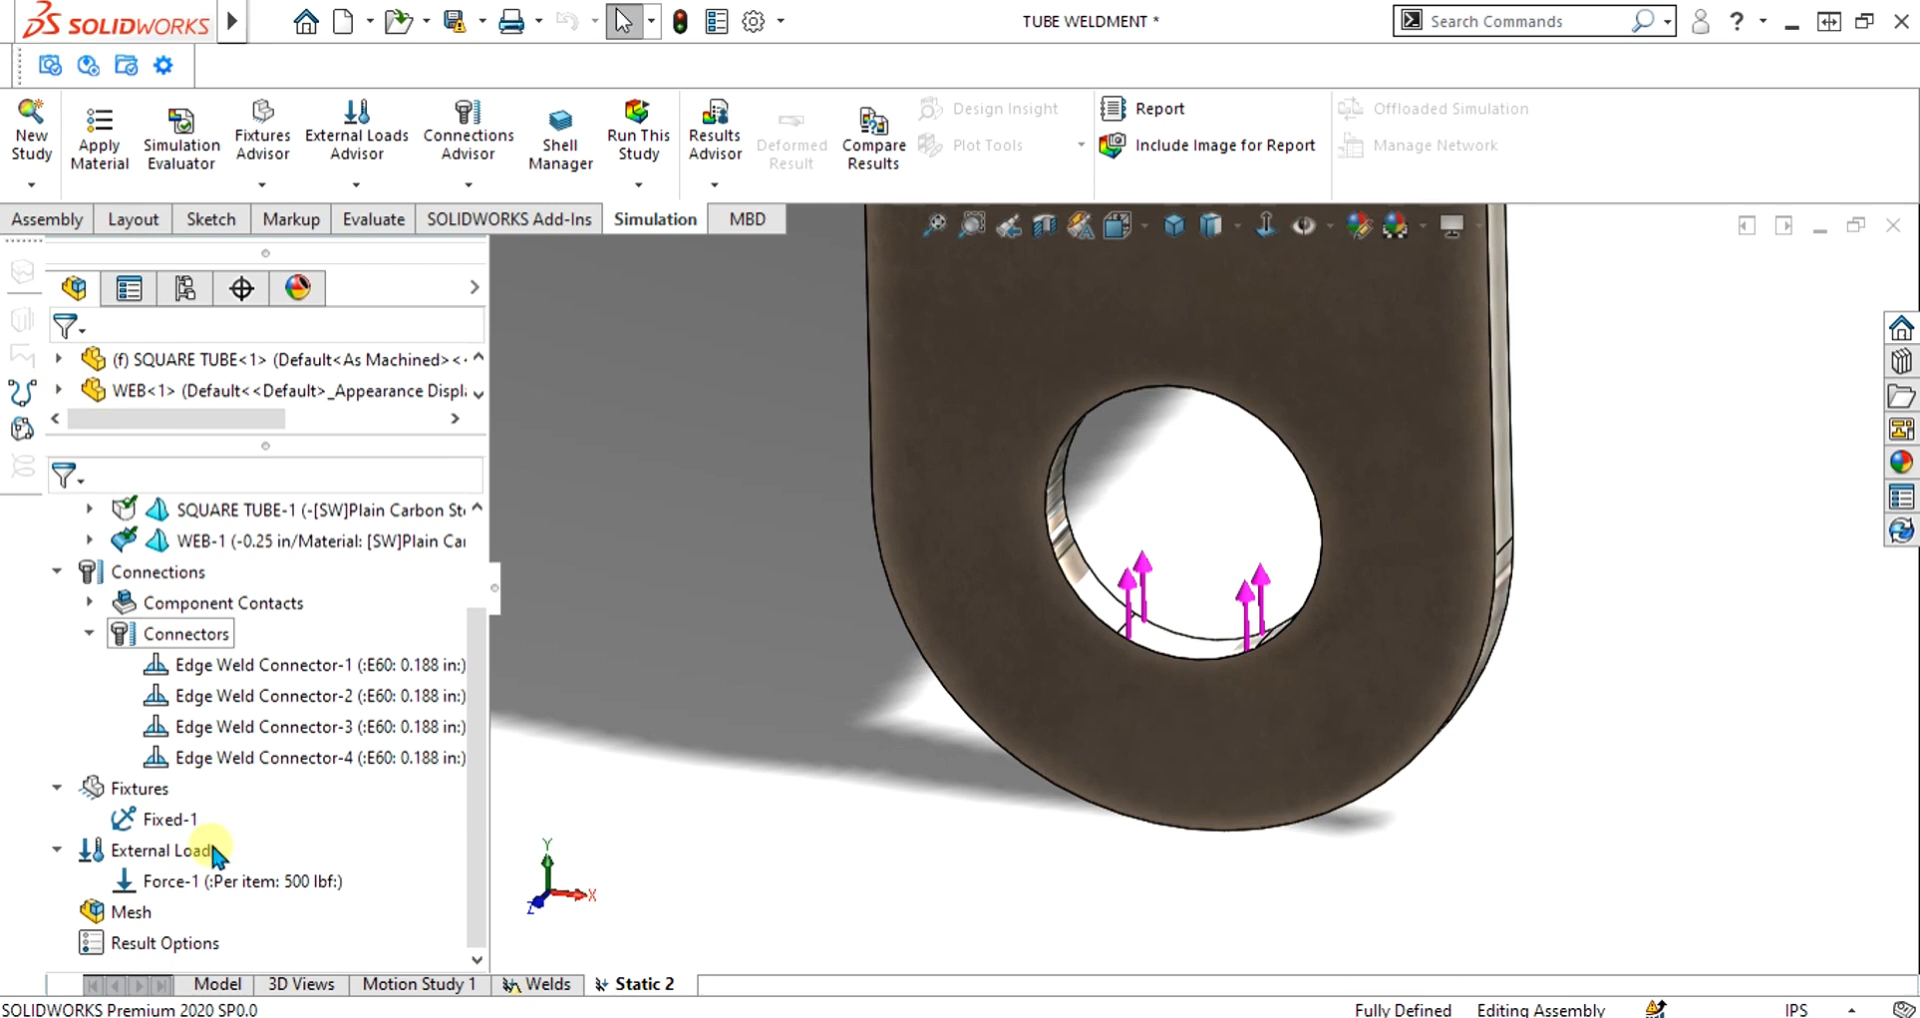 SOLIDWORKS
TUBE WELDMENT *
Search Commands
?
New Study
Apply Material
Simulation Evaluator
Fixtures Advisor
External Loads Advisor
Connections Advisor
Shell Manager
Run This Study
Results Advisor
Deformed Result
Compare Results
Design Insight
Plot Tools
Report
Include Image for Report
Offloaded Simulation
Manage Network
Assembly
Layout
Sketch
Markup
Evaluate
SOLIDWORKS Add-Ins
Simulation
MBD
(f) SQUARE TUBE<1> (Default<As Machined><
WEB<1> (Default<<Default>_Appearance Displ
SQUARE TUBE-1 (-[SW]Plain Carbon St
WEB-1 (-0.25 in/Material: [SW]Plain Ca
Connections
Component Contacts
Connectors
Edge Weld Connector-1 (:E60: 0.188 in:)
Edge Weld Connector-2 (:E60: 0.188 in:)
Edge Weld Connector-3 (:E60: 0.188 in:)
Edge Weld Connector-4 (:E60: 0.188 in:)
Fixtures
Fixed-1
External Load
Force-1 (:Per item: 500 lbf:)
Mesh
Result Options
Y
X
Z
Model
3D Views
Motion Study 1
Welds
Static 2
SOLIDWORKS Premium 2020 SP0.0
Fully Defined
Editing Assembly
IPS